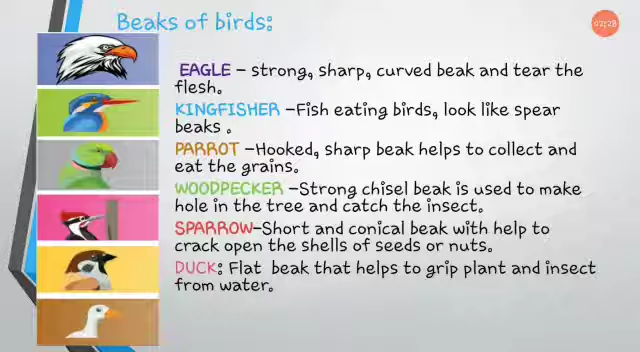 Beaks of birds:
02:28
EAGLE - strong, sharp, curved beak and tear the
flesh.
KINGFISHER -Fish eating birds, look like spear
beaks .
PARROT -Hooked, sharp beak helps to collect and
eat the grains.
WOODPECKER -Strong chisel beak is used to make
hole in the tree and catch the insect.
SPARROW-Short and conical beak with help to
crack open the shells of seeds or nuts.
DUCK: Flat beak that helps to grip plant and insect
from water.